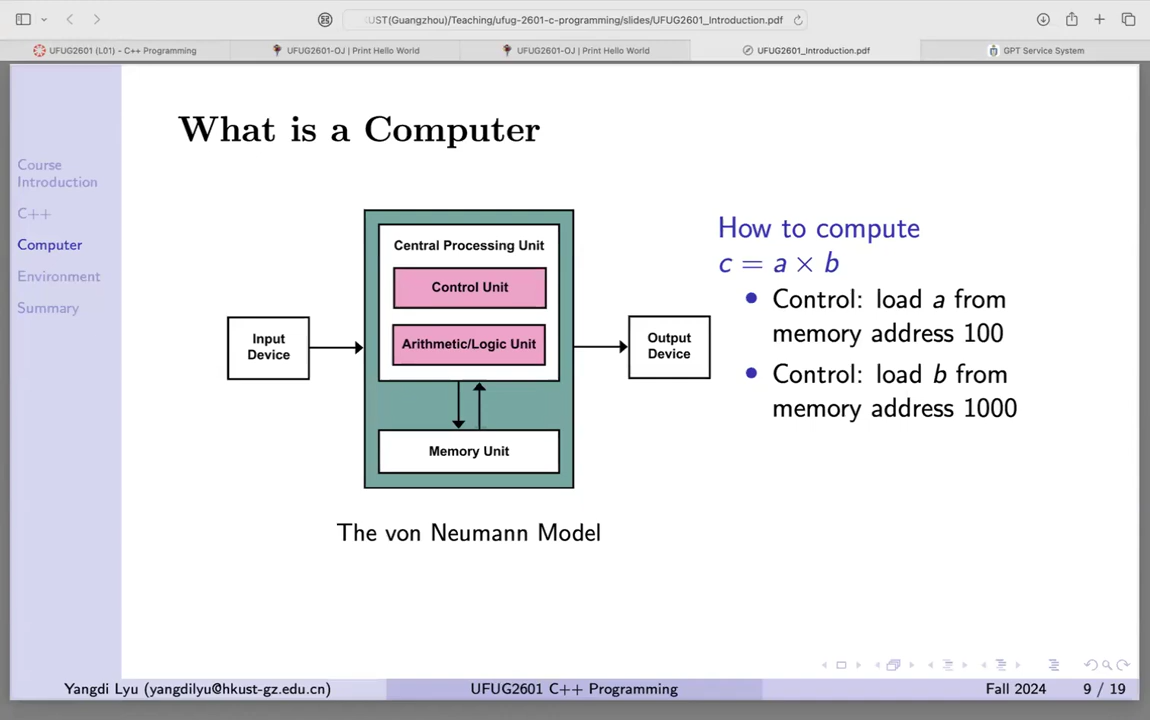 UST(Guangzhou)/Teaching/ufug-2601-c-programming/slides/UFUG2601_Introduction.pdf
UFUG2601 (L01) – C++ Programming
UFUG2601-OJ | Print Hello World
UFUG2601-OJ | Print Hello World
UFUG2601_Introduction.pdf
GPT Service System
What is a Computer
Course
Introduction
C++
Computer
Environment
Summary
Central Processing Unit
Control Unit
Arithmetic/Logic Unit
Memory Unit
Input
Device
Output
Device
The von Neumann Model
How to compute
c = a × b
• Control: load a from
memory address 100
• Control: load b from
memory address 1000
Yangdi Lyu (yangdilyu@hkust-gz.edu.cn)
UFUG2601 C++ Programming
Fall 2024
9 / 19